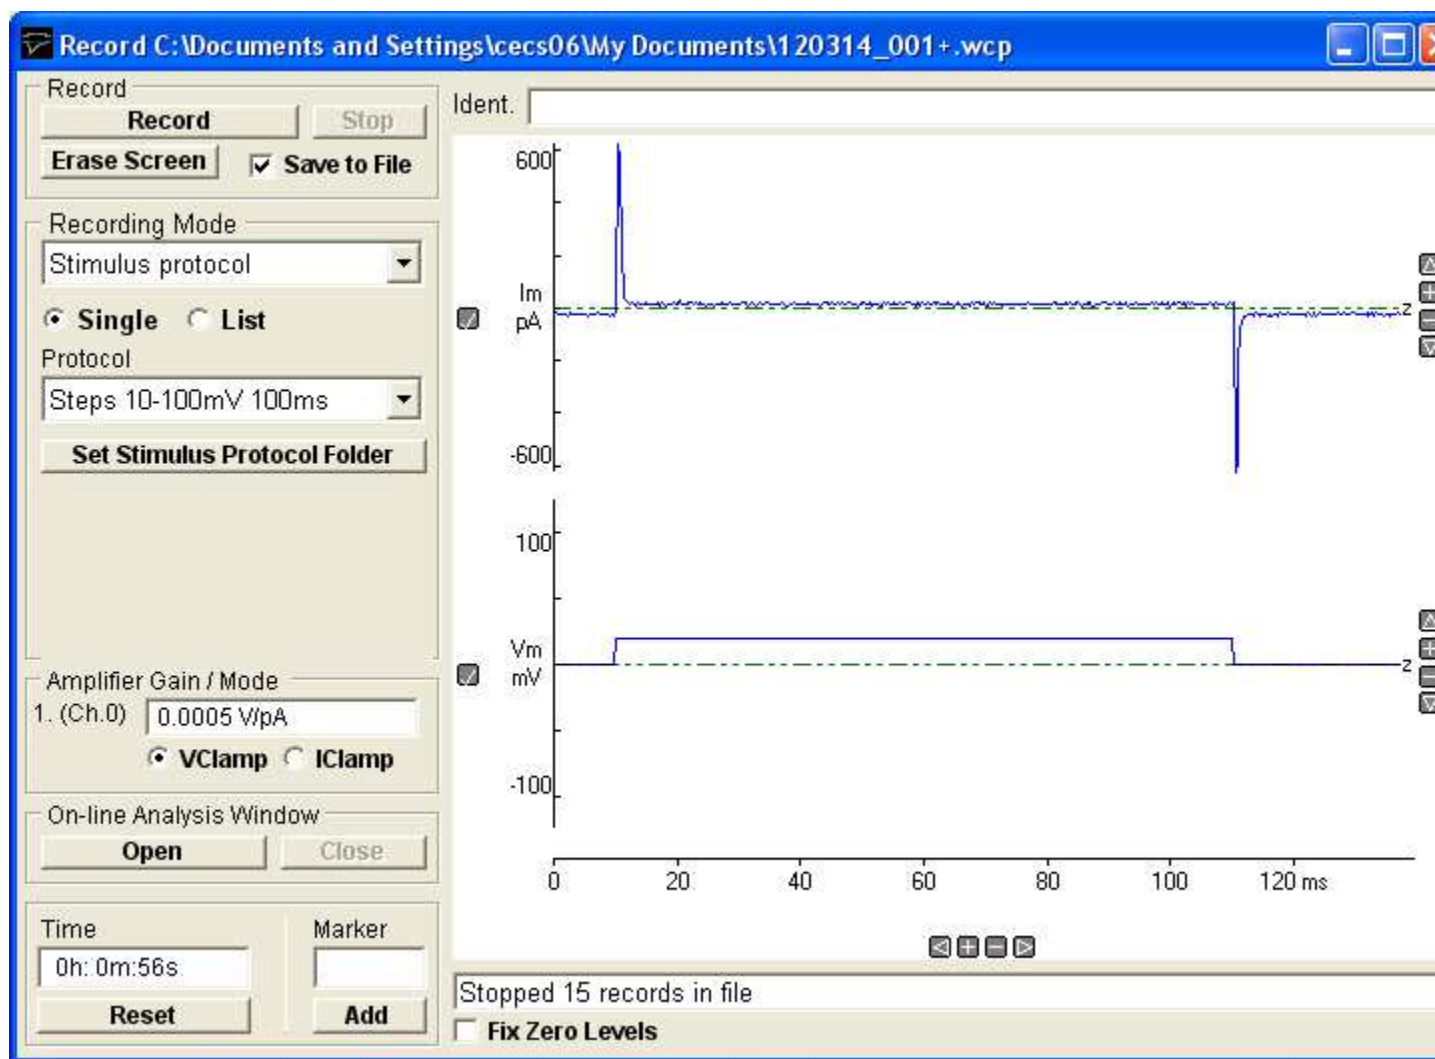 Record C:\Documents and Settings\cecs06\My Documents\120314_001+.wcp
Record
Record Stop
Erase Screen Save to File
Recording Mode
Stimulus protocol
Single List
Protocol
Steps 10-100mV 100ms
Set Stimulus Protocol Folder
Amplifier Gain / Mode
1. (Ch.0) 0.0005 V/pA
VClamp IClamp
On-line Analysis Window
Open Close
Time Marker
0h: 0m:56s
Reset Add
Ident.
600
Im
pA
z
-600
100
Vm
mV
z
-100
0 20 40 60 80 100 120 ms
Stopped 15 records in file
Fix Zero Levels